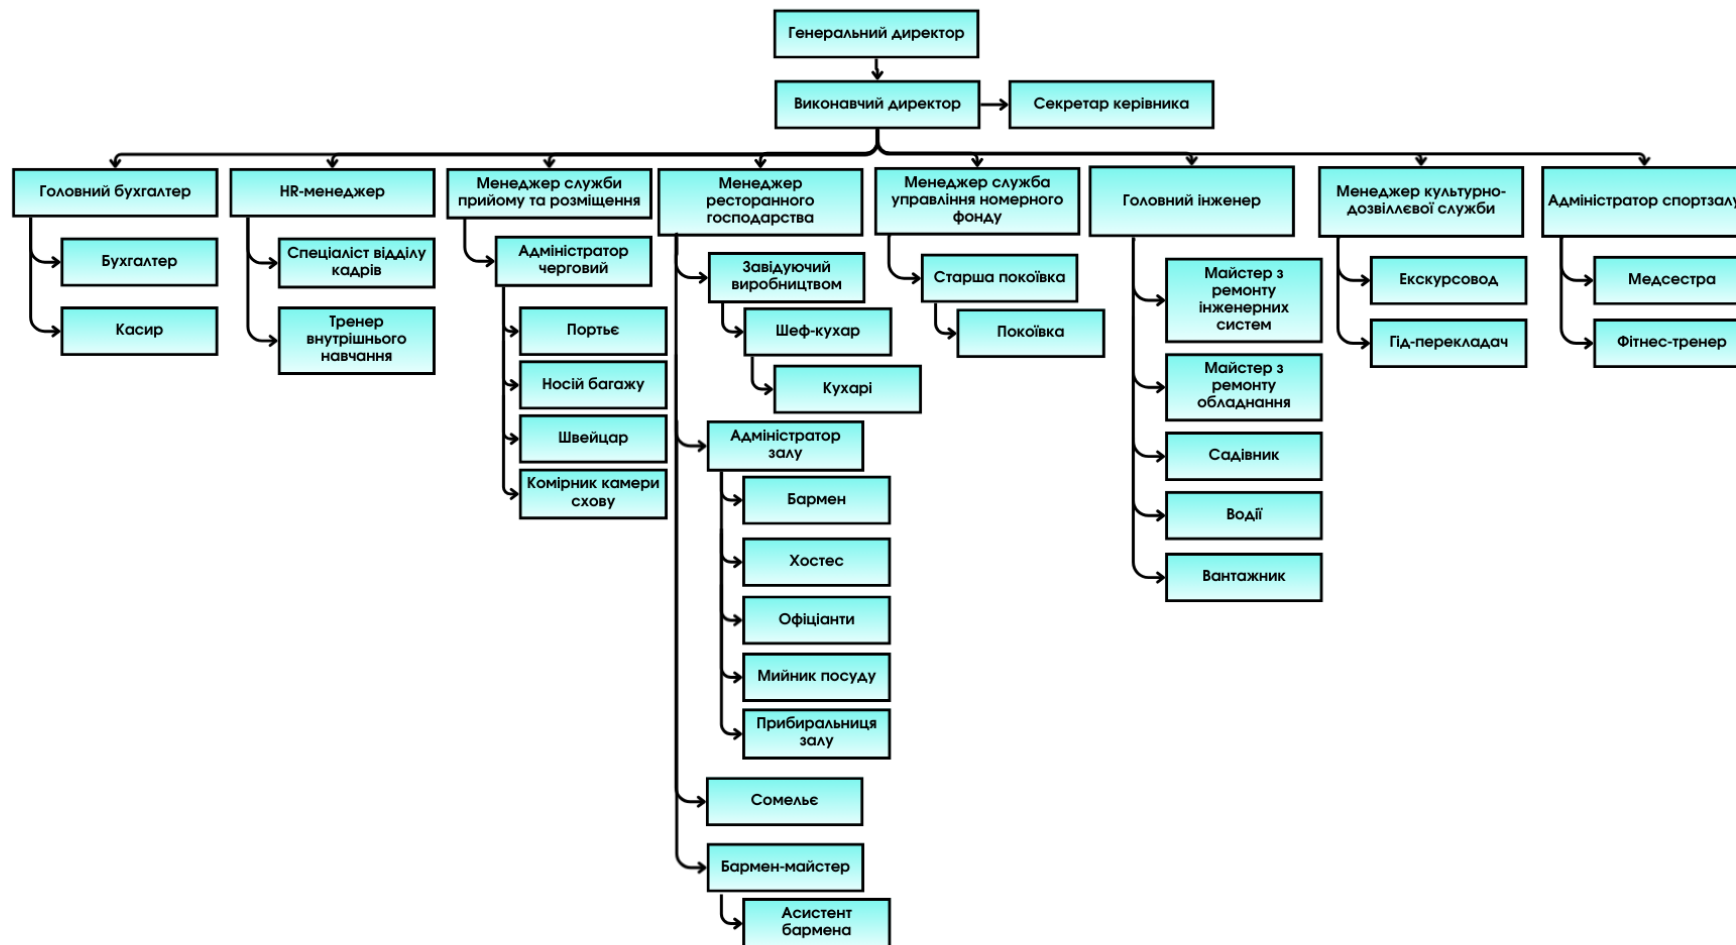 Генеральний директор
Виконавчий директор
Секретар керівника
Головний бухгалтер
Бухгалтер
Касир
HR-менеджер
Спеціаліст відділу
кадрів
Тренер
внутрішнього
навчання
Менеджер служби
прийому та розміщення
Адміністратор
черговий
Портьє
Носій багажу
Швейцар
Комірник камери
схову
Менеджер
ресторанного
господарства
Завідуючий
виробництвом
Шеф-кухар
Кухарі
Адміністратор
залу
Бармен
Хостес
Офіціанти
Мийник посуду
Прибиральниця
залу
Сомельє
Бармен-майстер
Асистент
бармена
Менеджер служба
управління номерного
фонду
Старша покоївка
Покоївка
Головний інженер
Майстер з
ремонту
інженерних
систем
Майстер з
ремонту
обладнання
Садівник
Водії
Вантажник
Менеджер культурно-
дозвіллєвої служби
Екскурсовод
Гід-перекладач
Адміністратор спортзалу
Медсестра
Фітнес-тренер